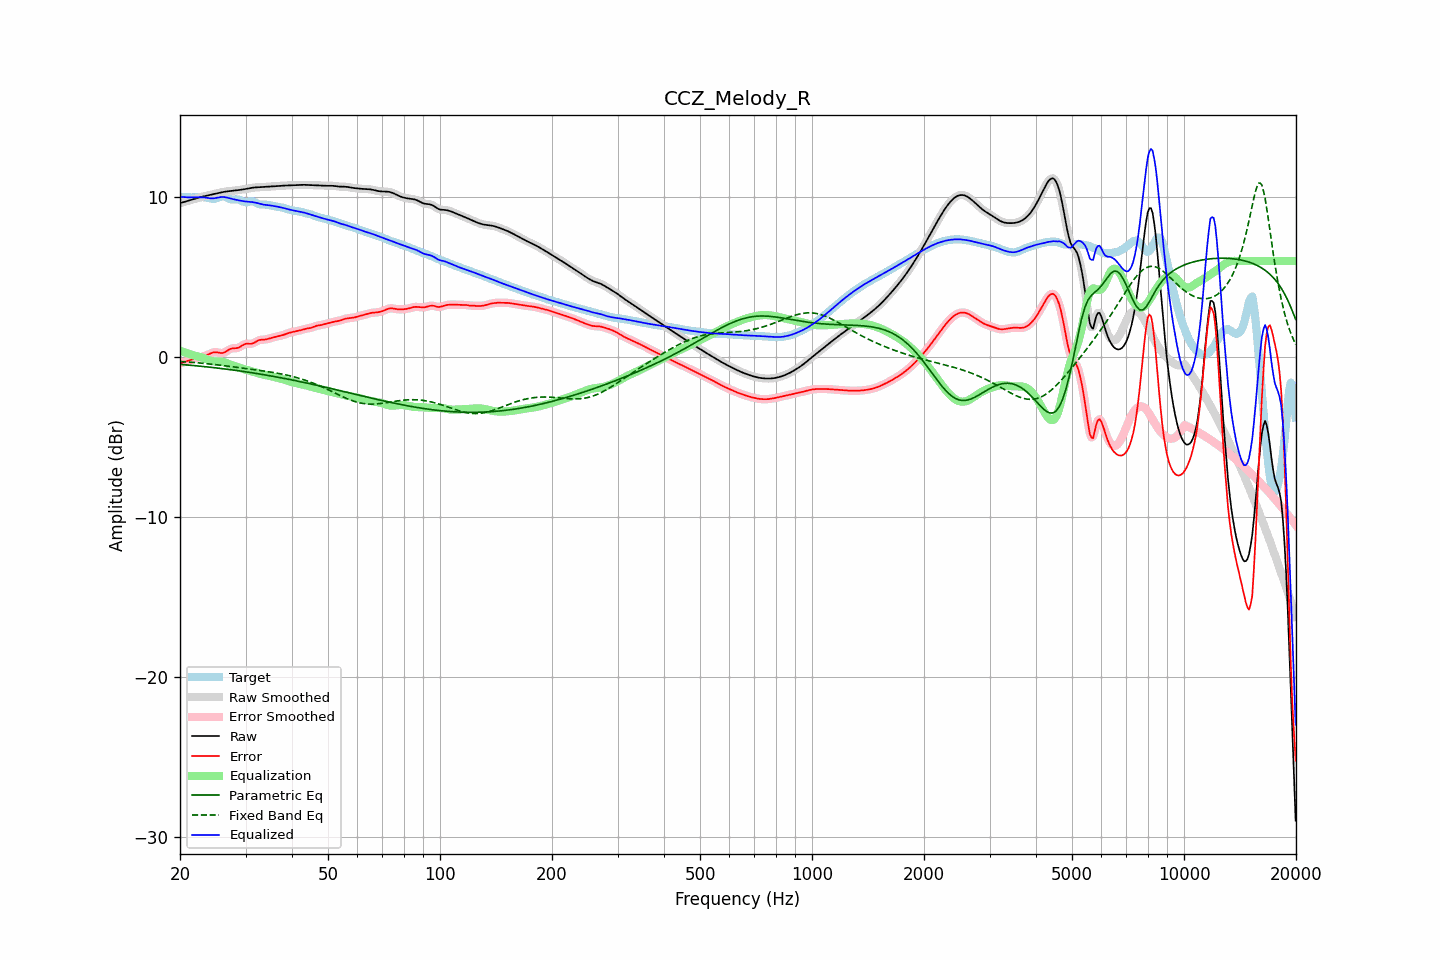 CCZ_Melody_R
Amplitude (dBr)
10
0
−10
−20
−30
Target
Raw Smoothed
Error Smoothed
Raw
Error
Equalization
Parametric Eq
Fixed Band Eq
Equalized
20 50 100 200 500 1000 2000 5000 10000 20000
Frequency (Hz)